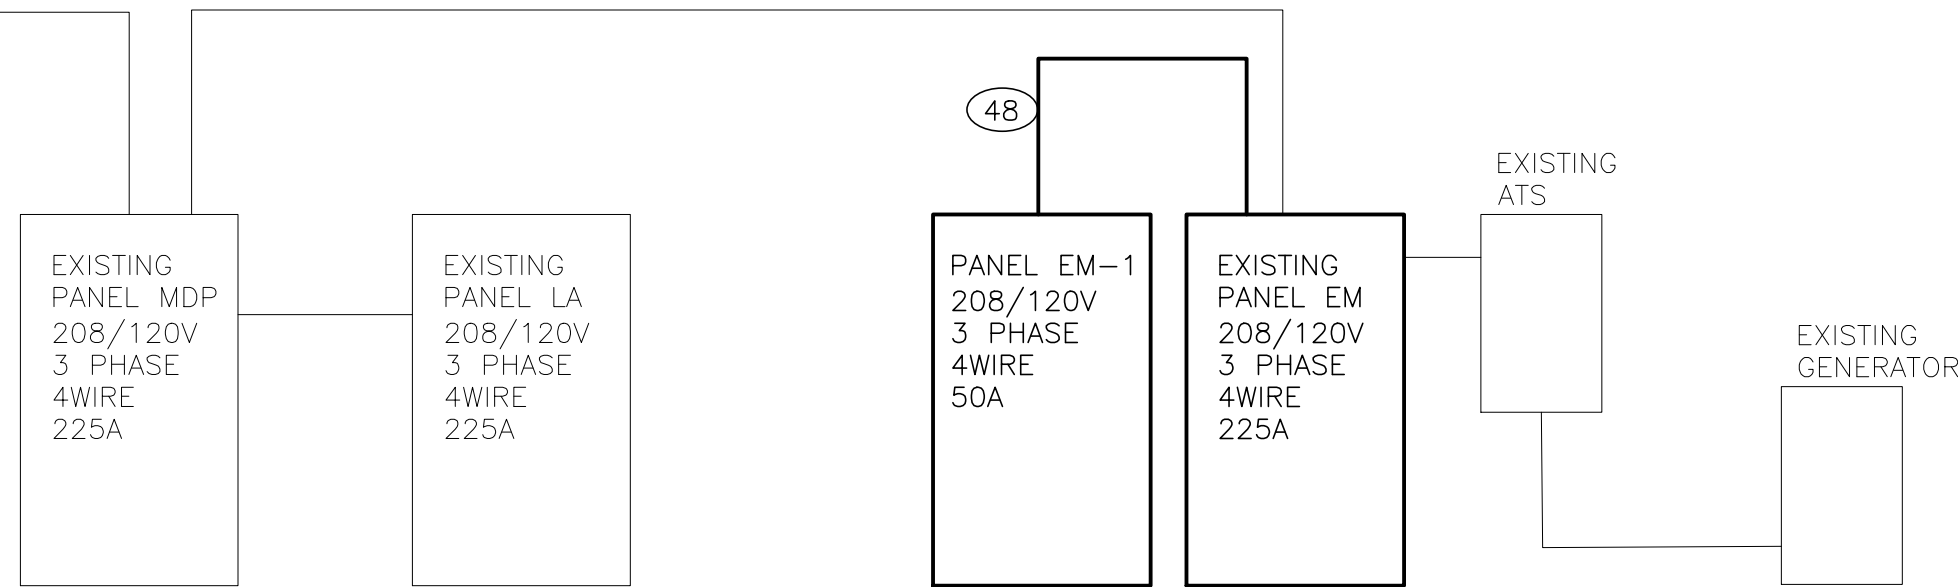 48
EXISTING
ATS
EXISTING
PANEL MDP
208/120V
3 PHASE
4WIRE
225A
EXISTING
PANEL LA
208/120V
3 PHASE
4WIRE
225A
PANEL EM-1
208/120V
3 PHASE
4WIRE
50A
EXISTING
PANEL EM
208/120V
3 PHASE
4WIRE
225A
EXISTING
GENERATOR